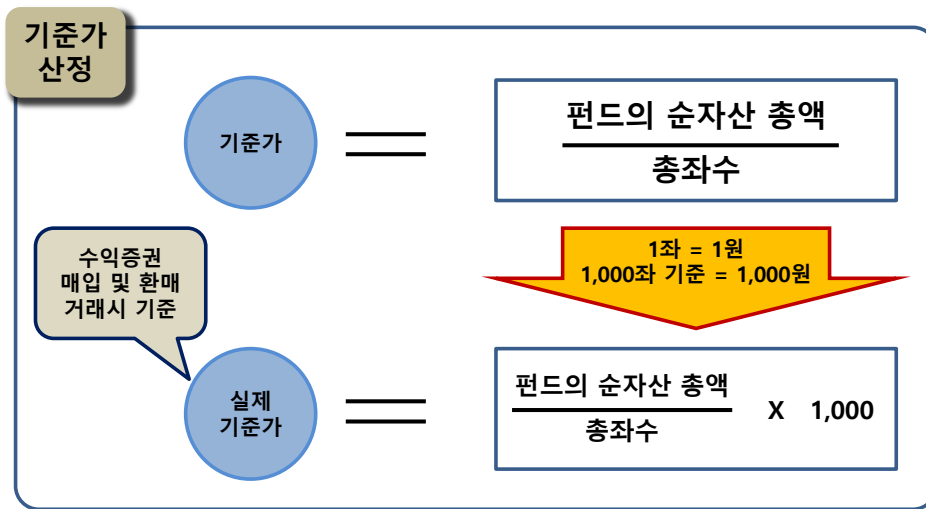 기준가
산정
기준가
펀드의 순자산 총액
총좌수
1좌 = 1원
1,000좌 기준 = 1,000원
수익증권
매입 및 환매
거래시 기준
실제
기준가
펀드의 순자산 총액
총좌수
X 1,000